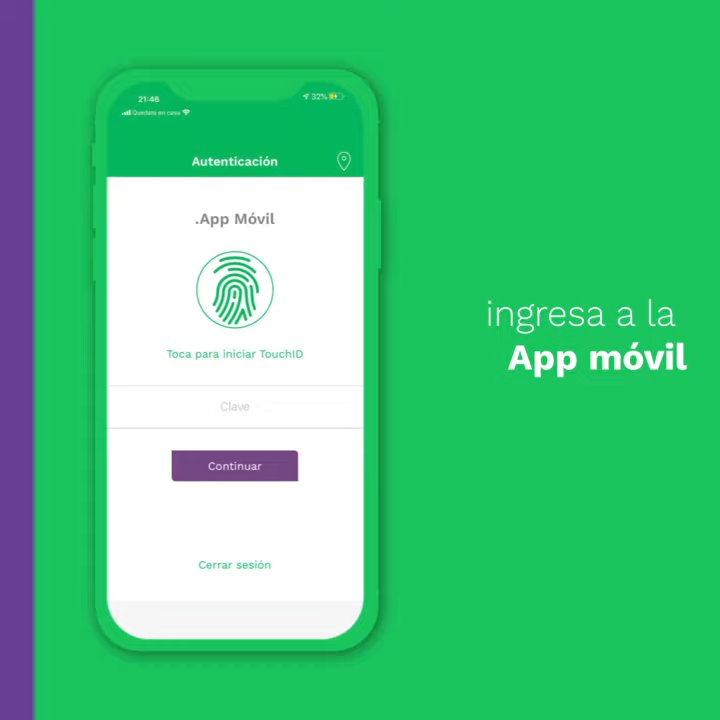 21:46
32%
Quedate en casa
Autenticación
.App Móvil
Toca para iniciar TouchID
Clave
Continuar
Cerrar sesión
ingresa a la
App móvil